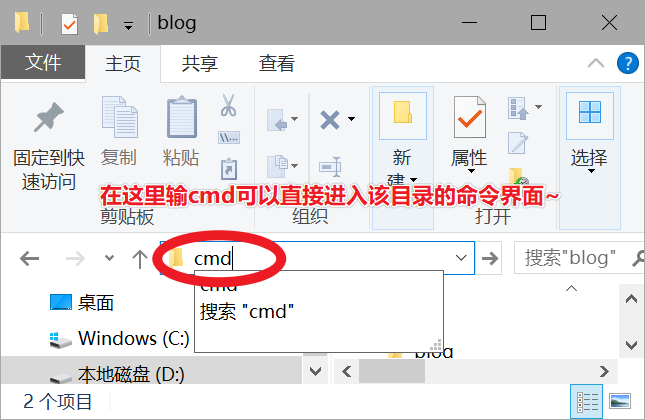 blog
文件 主页 共享 查看
固定到快速访问
复制
粘贴
新建
属性
选择
在这里输cmd可以直接进入该目录的命令界面~
剪贴板 组织 打开
cmd
搜索"blog"
cmd
搜索 "cmd"
桌面
Windows (C:)
blog
本地磁盘 (D:)
2 个项目